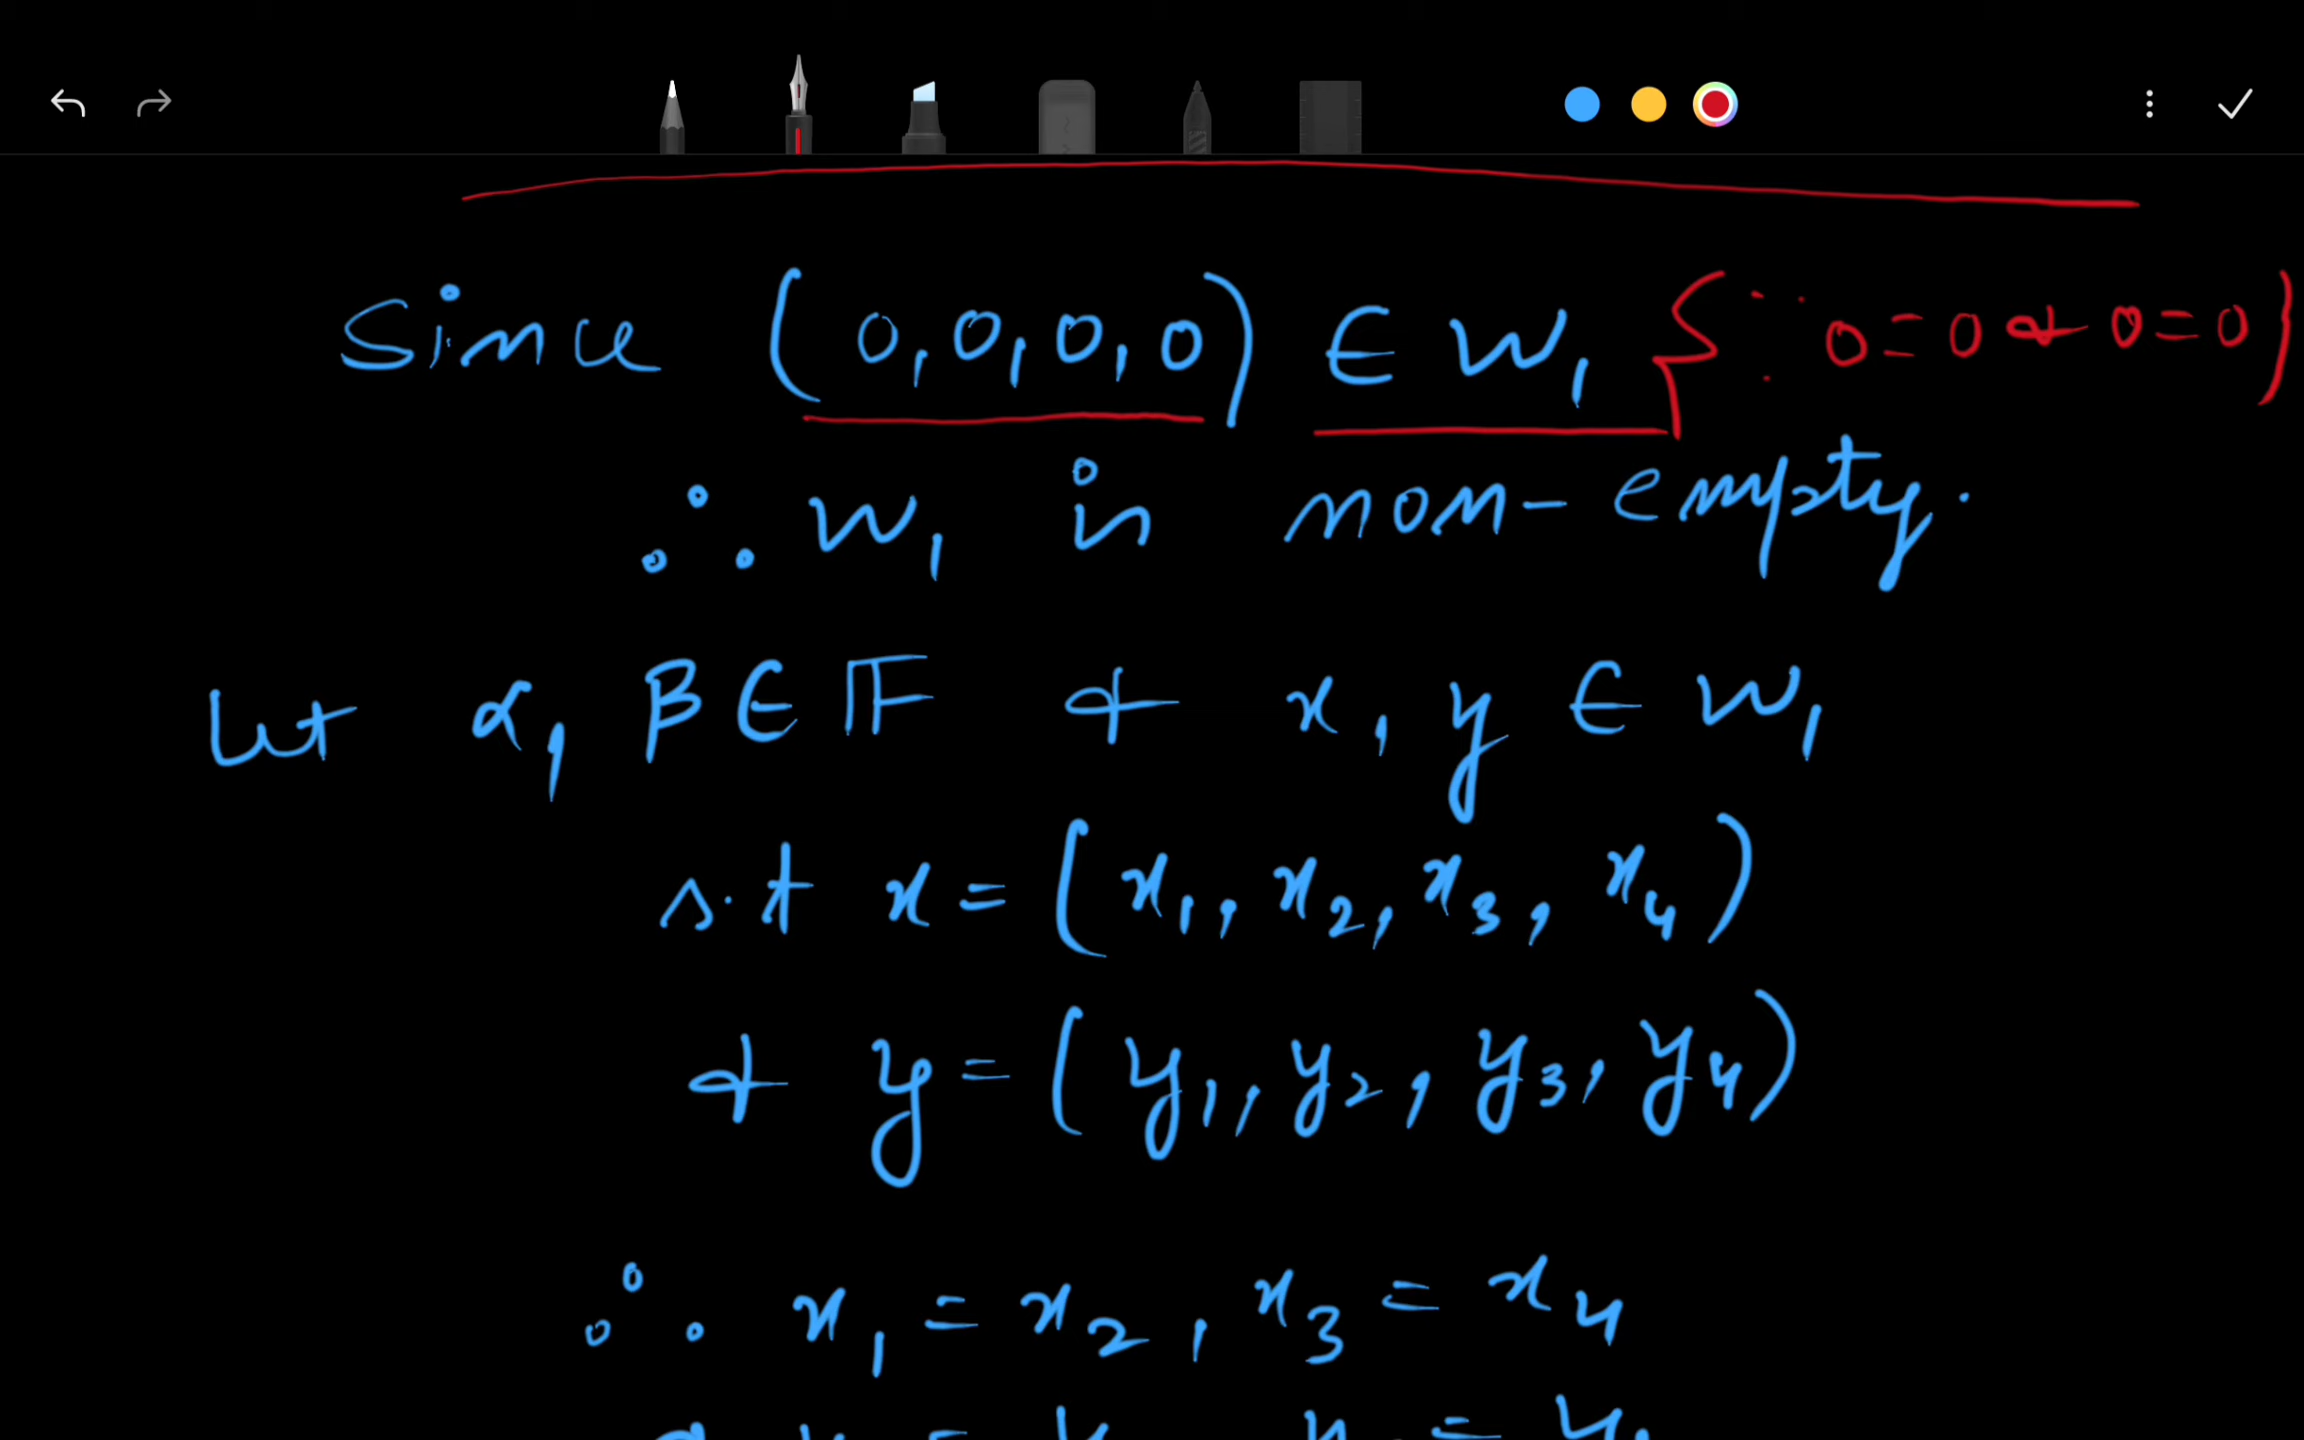 Since (0,0,0,0) ∈ W₁ {∵ 0=0 & 0=0}
∴ W₁ is non-empty.
Let α, β ∈ 𝔽 & x, y ∈ W₁
s.t x = (x₁, x₂, x₃, x₄)
& y = (y₁, y₂, y₃, y₄)
∴ x₁ = x₂, x₃ = x₄